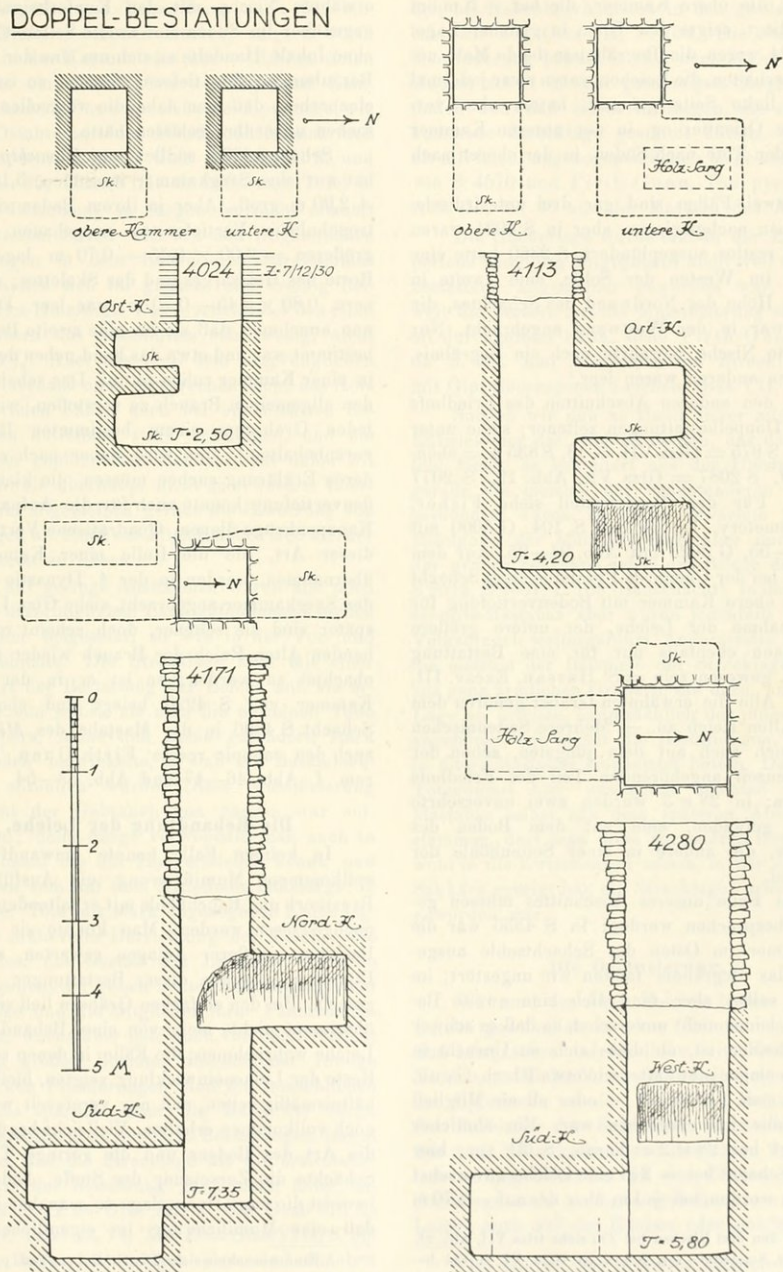 DOPPEL-BESTATTUNGEN
N
Sk.
Sk.
obere Kammer
untere K.
4024
Z=7/12/30
Ost-K.
Sk.
Sk.
T=2,50
N
Holz Sarg
Sk.
obere K.
untere K.
4113
Ost-K.
Sk.
T=4,20
Sk.
Sk.
N
Sk.
4171
0
1
2
3
4
5 M
Nord-K.
Süd-K.
T=7,35
Sk.
Holz Sarg
N
4280
West-K.
Süd-K.
T=5,80